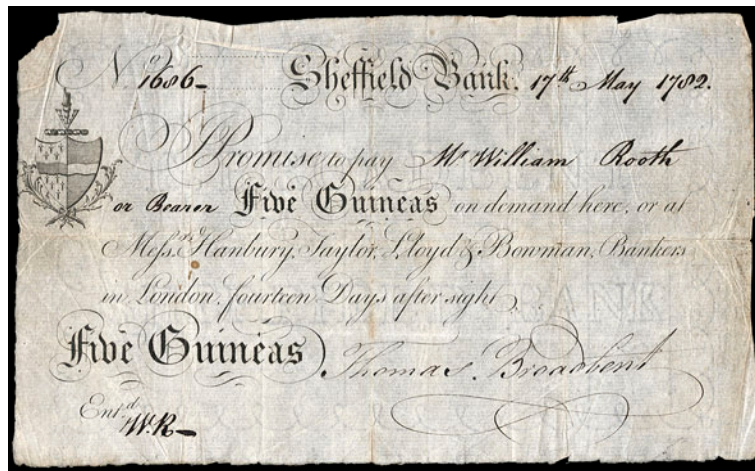 No. 1686- Sheffield Bank. 17th May 1782.
I Promise to pay Mr William Rooth
or Bearer Five Guineas on demand here, or at
Messrs. Hanbury, Taylor, Lloyd & Bowman, Bankers
in London, fourteen Days after sight
Five Guineas Thomas Broadbent
Entd. W.R-